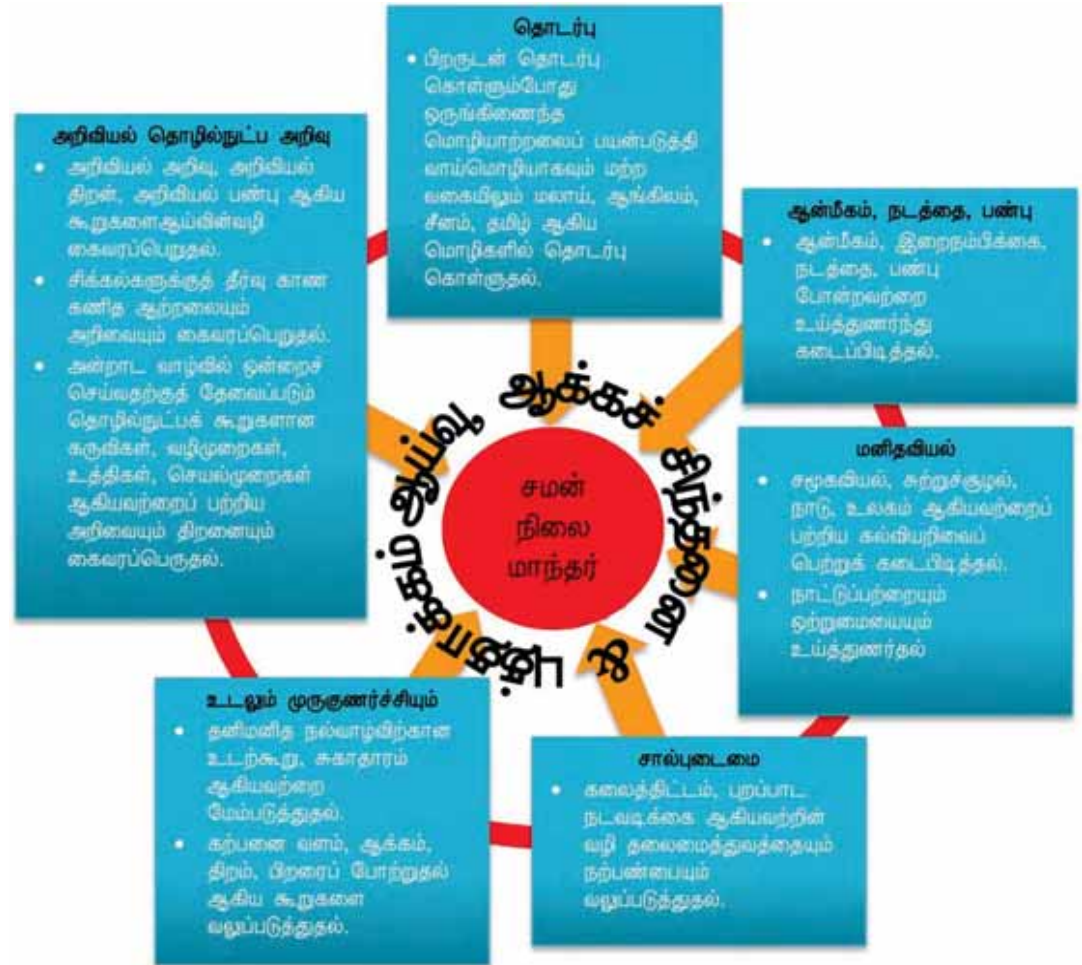 தொடர்பு
• பிறருடன் தொடர்பு
கொள்ளும்போது
ஒருங்கிணைந்த
மொழியாற்றலைப் பயன்படுத்தி
வாய்மொழியாகவும் மற்ற
வகையிலும் மலாய், ஆங்கிலம்,
சீனம், தமிழ் ஆகிய
மொழிகளில் தொடர்பு
கொள்ளுதல்.
ஆன்மீகம், நடத்தை, பண்பு
• ஆன்மீகம், இறைநம்பிக்கை,
நடத்தை, பண்பு
போன்றவற்றை
உய்த்துணர்ந்து
கடைப்பிடித்தல்.
மனிதவியல்
• சமூகவியல், சுற்றுச்சூழல்,
நாடு, உலகம் ஆகியவற்றைப்
பற்றிய கல்வியறிவைப்
பெற்றுக் கடைபிடித்தல்.
• நாட்டுப்பற்றையும்
ஒற்றுமையையும்
உய்த்துணர்தல்
சால்புடைமை
• கலைத்திட்டம், புறப்பாட
நடவடிக்கை ஆகியவற்றின்
வழி தலைமைத்துவத்தையும்
நற்பண்பையும்
வலுப்படுத்துதல்.
உடலும் முருகுணர்ச்சியும்
• தனிமனித நல்வாழ்விற்கான
உடற்கூறு, சுகாதாரம்
ஆகியவற்றை
மேம்படுத்துதல்.
• கற்பனை வளம், ஆக்கம்,
திறம், பிறரைப் போற்றுதல்
ஆகிய கூறுகளை
வலுப்படுத்துதல்.
அறிவியல் தொழில்நுட்ப அறிவு
• அறிவியல் அறிவு, அறிவியல்
திறன், அறிவியல் பண்பு ஆகிய
கூறுகளைஆய்வின்வழி
கைவரப்பெறுதல்.
• சிக்கல்களுக்குத் தீர்வு காண
கணித ஆற்றலையும்
அறிவையும் கைவரப்பெறுதல்.
• அன்றாட வாழ்வில் ஒன்றைச்
செய்வதற்குத் தேவைப்படும்
தொழில்நுட்பக் கூறுகளான
கருவிகள், வழிமுறைகள்,
உத்திகள், செயல்முறைகள்
ஆகியவற்றைப் பற்றிய
அறிவையும் திறனையும்
கைவரப்பெருதல்.
ஆய்வு, ஆக்கச் சிந்தனை & புத்தாக்கம்
சமன்
நிலை
மாந்தர்